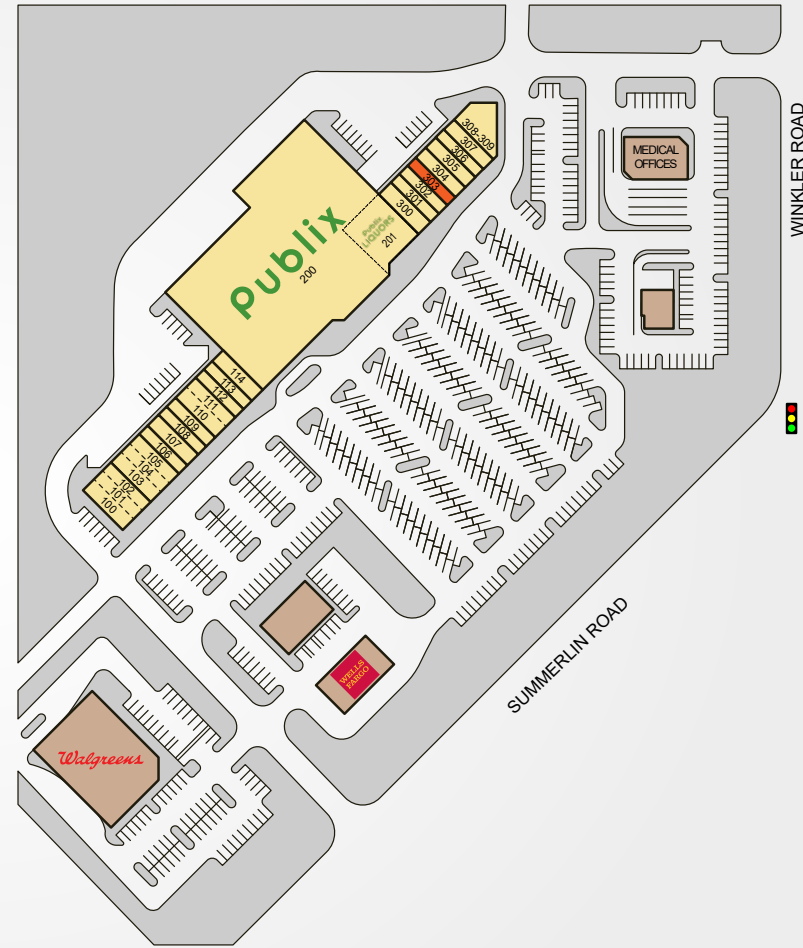 308-309
307
306
305
304
303
302
301
300
MEDICAL
OFFICES
WINKLER ROAD
Publix
200
Publix
LIQUORS
201
114
113
112
111
110
109
108
107
106
105
104
103
102
101
100
SUMMERLIN ROAD
WELLS
FARGO
Walgreens